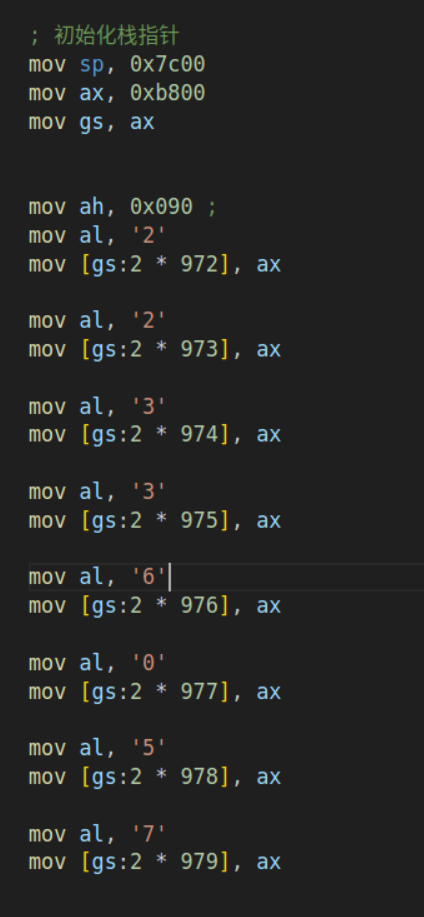 ; 初始化栈指针
mov sp, 0x7c00
mov ax, 0xb800
mov gs, ax
mov ah, 0x090 ;
mov al, '2'
mov [gs:2 * 972], ax
mov al, '2'
mov [gs:2 * 973], ax
mov al, '3'
mov [gs:2 * 974], ax
mov al, '3'
mov [gs:2 * 975], ax
mov al, '6'
mov [gs:2 * 976], ax
mov al, '0'
mov [gs:2 * 977], ax
mov al, '5'
mov [gs:2 * 978], ax
mov al, '7'
mov [gs:2 * 979], ax